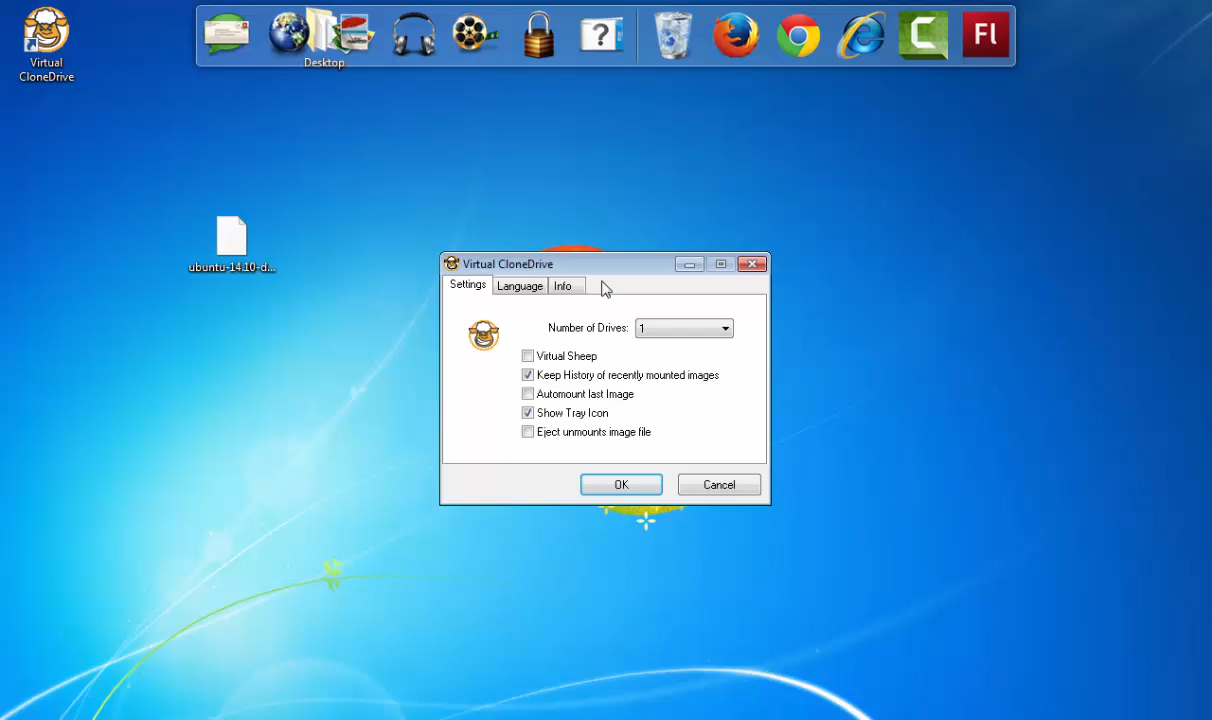 Virtual
CloneDrive
?
Fl
Desktop
ubuntu-14.10-d...
Virtual CloneDrive
Settings
Language
Info
Number of Drives:
1
Virtual Sheep
Keep History of recently mounted images
Automount last Image
Show Tray Icon
Eject unmounts image file
OK
Cancel